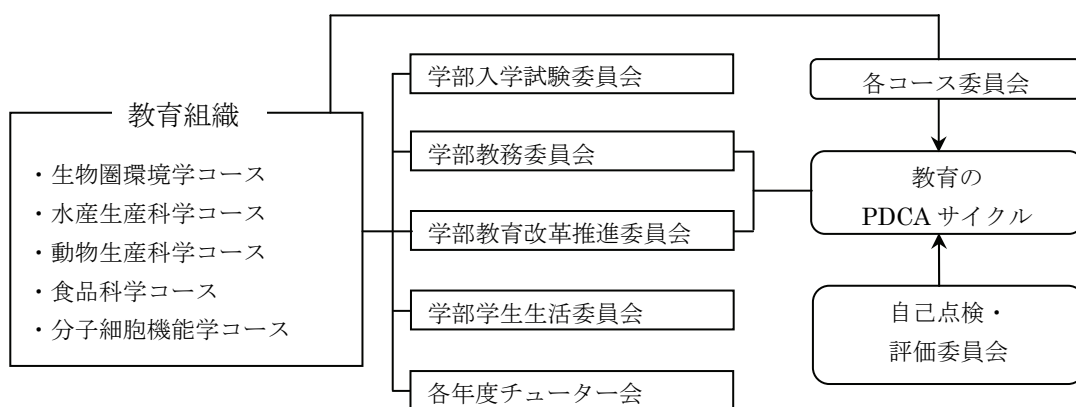 教育組織
・生物圏環境学コース
・水産生産科学コース
・動物生産科学コース
・食品科学コース
・分子細胞機能学コース
学部入学試験委員会
学部教務委員会
学部教育改革推進委員会
学部学生生活委員会
各年度チューター会
各コース委員会
教育の
PDCA サイクル
自己点検・
評価委員会